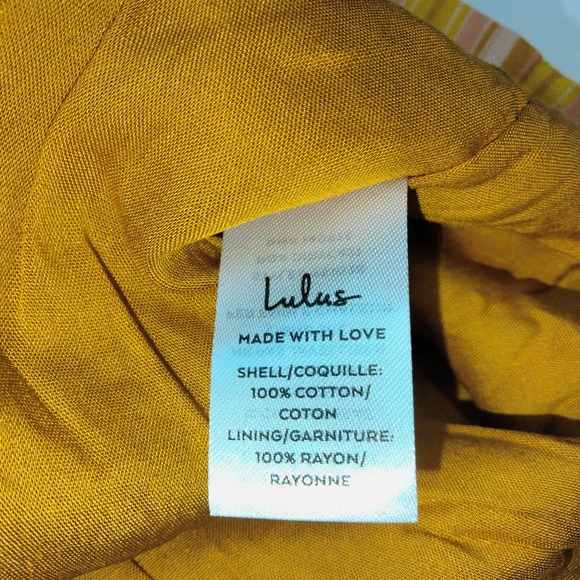 Lulus
MADE WITH LOVE
SHELL/COQUILLE:
100% COTTON/
COTON
LINING/GARNITURE:
100% RAYON/
RAYONNE